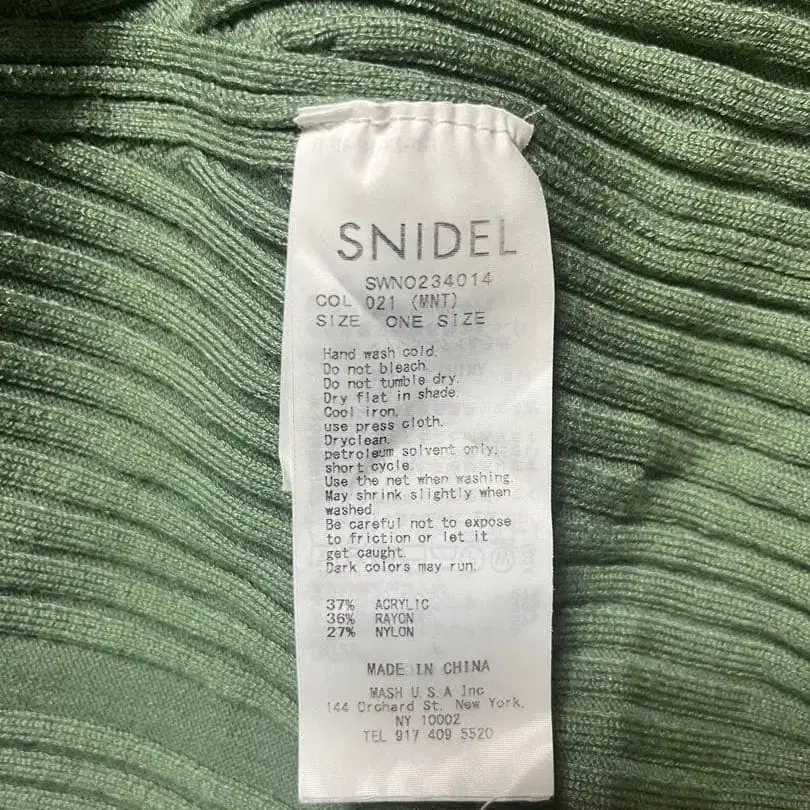 SNIDEL
SWNO234014
COL 021 (MNT)
SIZE ONE SIZE
Hand wash cold.
Do not bleach.
Do not tumble dry.
Dry flat in shade.
Cool iron,
use press cloth.
Dryclean,
petroleum solvent only,
short cycle.
Use the net when washing.
May shrink slightly when
washed.
Be careful not to expose
to friction or let it
get caught.
Dark colors may run.
37% ACRYLIC
36% RAYON
27% NYLON
MADE IN CHINA
MASH U.S.A Inc
144 Orchard St. New York,
NY 10002
TEL 917 409 5520